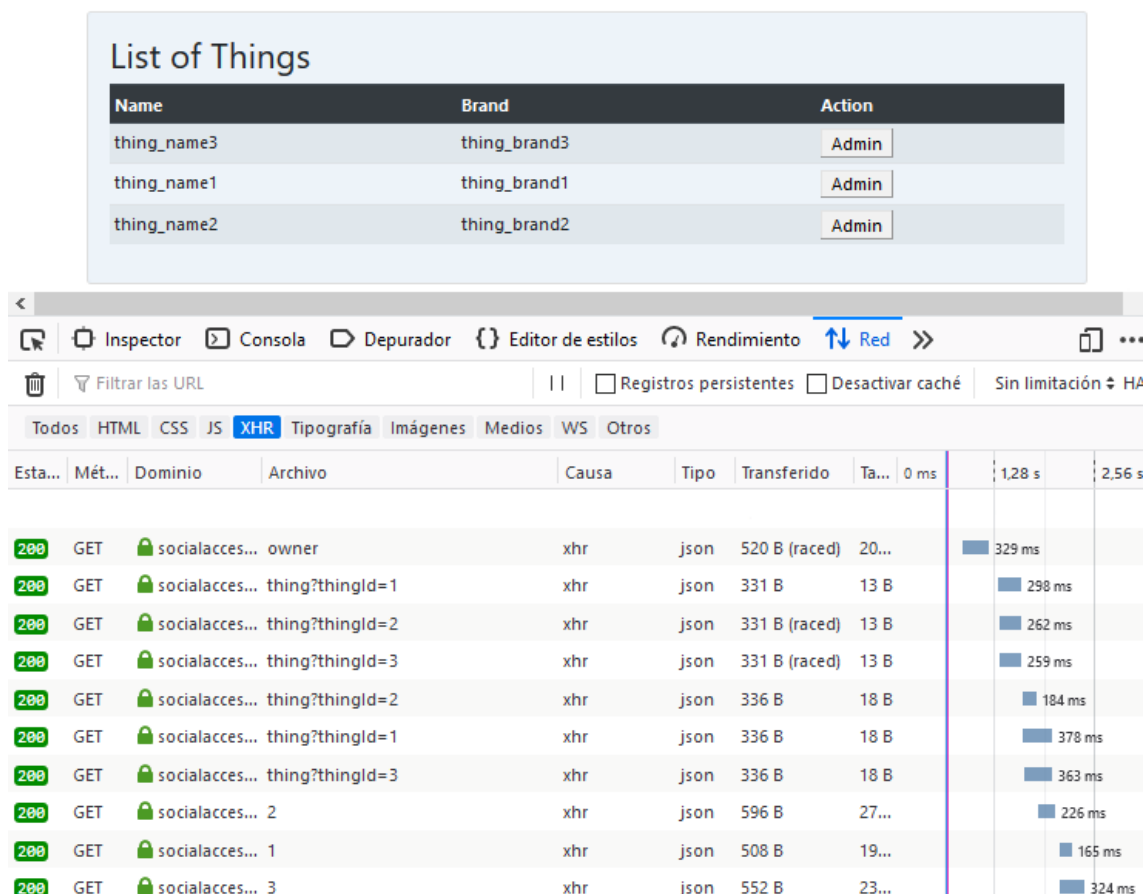 List of Things
Name Brand Action
thing_name3 thing_brand3 Admin
thing_name1 thing_brand1 Admin
thing_name2 thing_brand2 Admin
Inspector Consola Depurador {} Editor de estilos Rendimiento Red
Filtrar las URL Registros persistentes Desactivar caché Sin limitación HA
Todos HTML CSS JS XHR Tipografía Imágenes Medios WS Otros
Esta... Mét... Dominio Archivo Causa Tipo Transferido Ta... 0 ms 1,28 s 2,56 s
200 GET socialacces... owner xhr json 520 B (raced) 20... 329 ms
200 GET socialacces... thing?thingId=1 xhr json 331 B 13 B 298 ms
200 GET socialacces... thing?thingId=2 xhr json 331 B (raced) 13 B 262 ms
200 GET socialacces... thing?thingId=3 xhr json 331 B (raced) 13 B 259 ms
200 GET socialacces... thing?thingId=2 xhr json 336 B 18 B 184 ms
200 GET socialacces... thing?thingId=1 xhr json 336 B 18 B 378 ms
200 GET socialacces... thing?thingId=3 xhr json 336 B 18 B 363 ms
200 GET socialacces... 2 xhr json 596 B 27... 226 ms
200 GET socialacces... 1 xhr json 508 B 19... 165 ms
200 GET socialacces... 3 xhr json 552 B 23... 324 ms